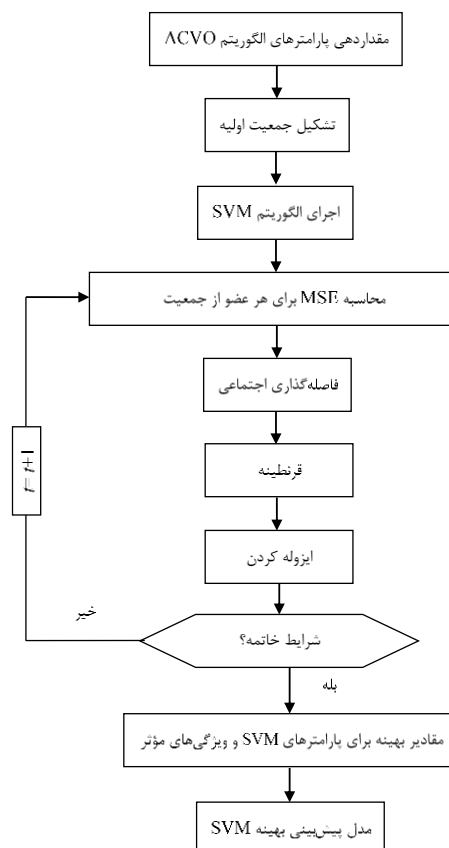 مقداردهی پارامترهای الگوریتم ACVO
تشکیل جمعیت اولیه
اجرای الگوریتم SVM
محاسبه MSE برای هر عضو از جمعیت
فاصله‌گذاری اجتماعی
قرنطینه
t= t+1
ایزوله کردن
خیر
شرایط خاتمه؟
بله
مقادیر بهینه برای پارامترهای SVM و ویژگی‌های مؤثر
مدل پیش‌بینی بهینه SVM